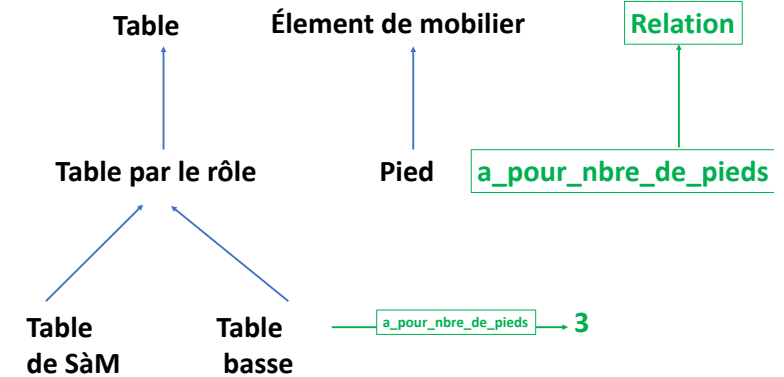 Table
Élement de mobilier
Relation
Table par le rôle
Pied
a_pour_nbre_de_pieds
Table
de SàM
Table
basse
a_pour_nbre_de_pieds
3